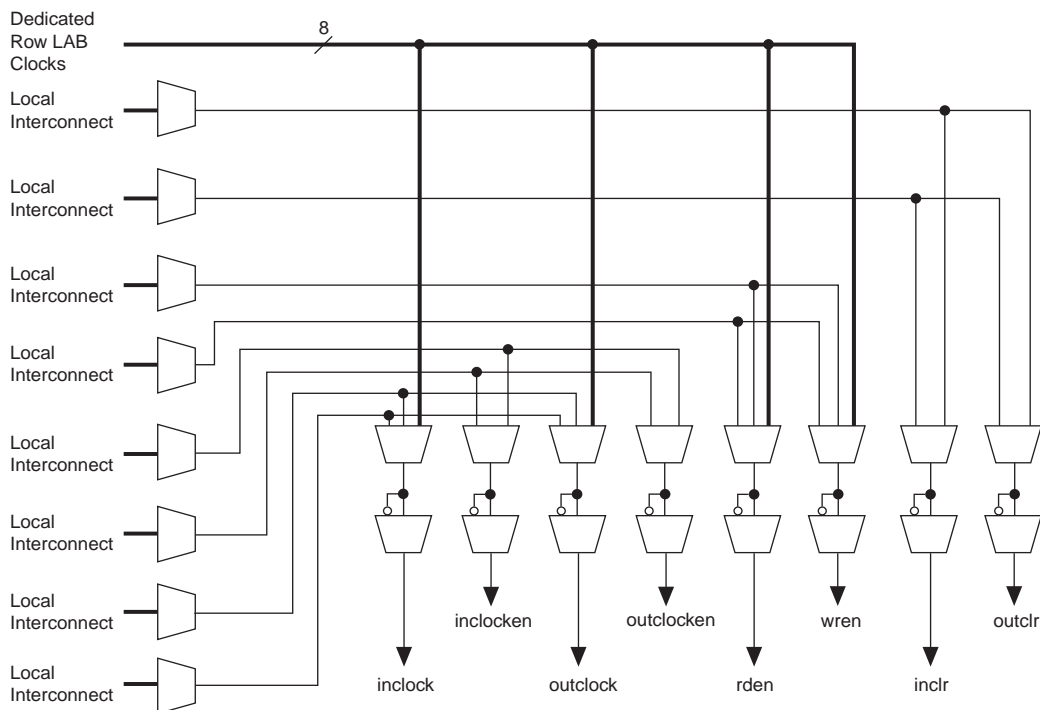 Dedicated
Row LAB
Clocks
8
Local
Interconnect
Local
Interconnect
Local
Interconnect
Local
Interconnect
Local
Interconnect
Local
Interconnect
Local
Interconnect
Local
Interconnect
inclocken
outclocken
wren
outclr
inclock
outclock
rden
inclr